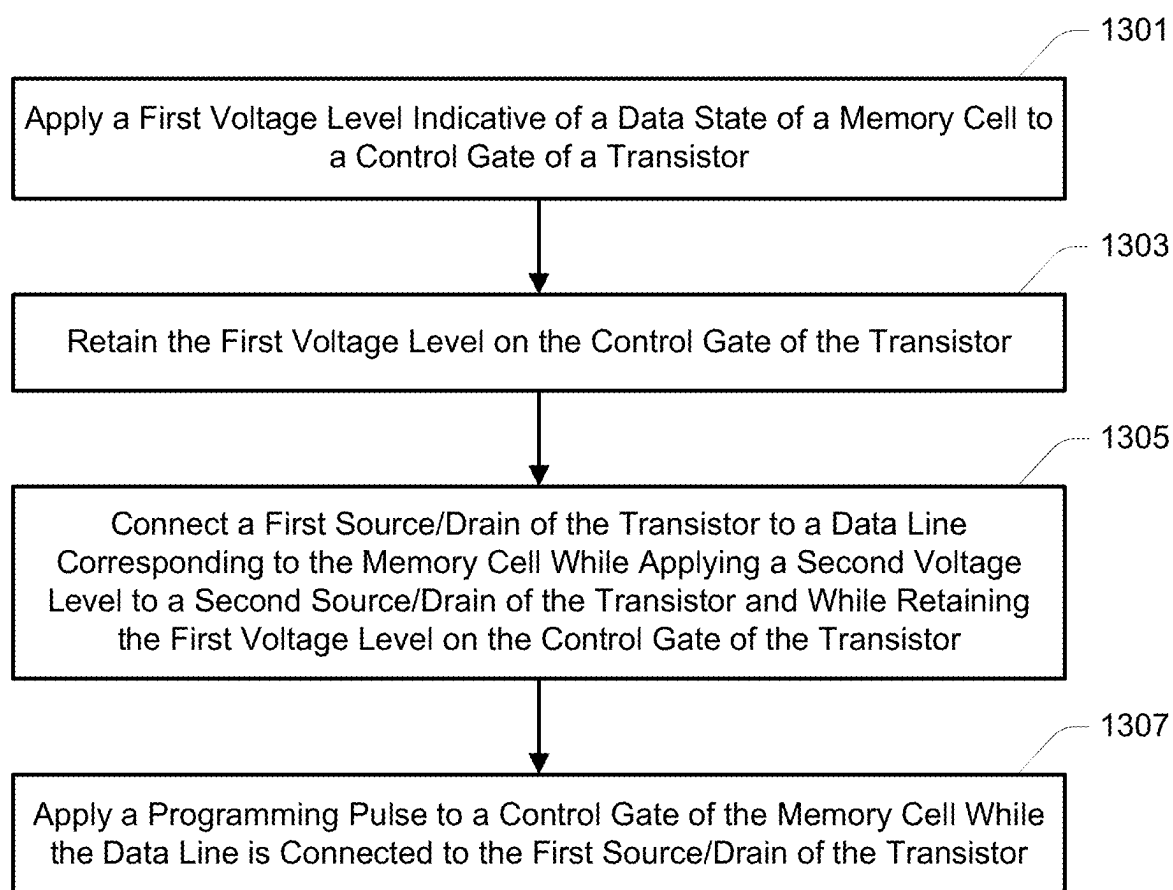 1301
Apply a First Voltage Level Indicative of a Data State of a Memory Cell to
a Control Gate of a Transistor
1303
Retain the First Voltage Level on the Control Gate of the Transistor
1305
Connect a First Source/Drain of the Transistor to a Data Line
Corresponding to the Memory Cell While Applying a Second Voltage
Level to a Second Source/Drain of the Transistor and While Retaining
the First Voltage Level on the Control Gate of the Transistor
1307
Apply a Programming Pulse to a Control Gate of the Memory Cell While
the Data Line is Connected to the First Source/Drain of the Transistor